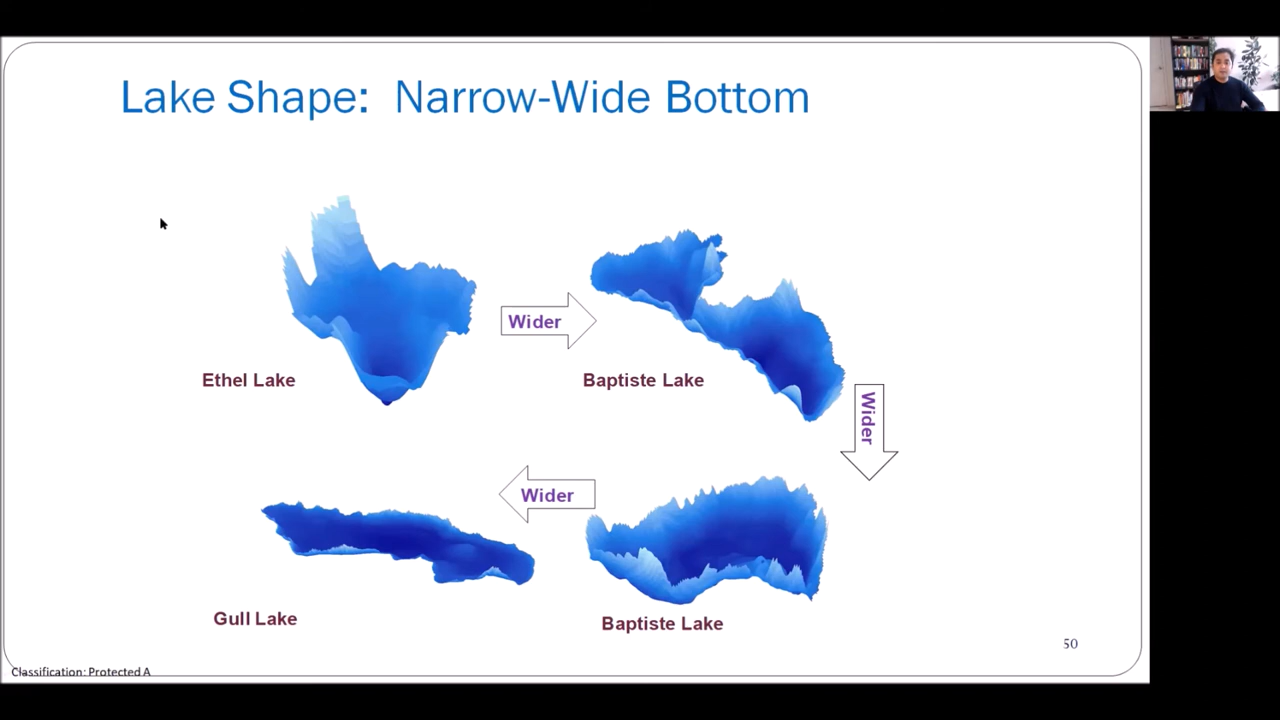 Lake Shape: Narrow-Wide Bottom
Wider
Ethel Lake
Baptiste Lake
Wider
Wider
Gull Lake
Baptiste Lake
50
Classification: Protected A